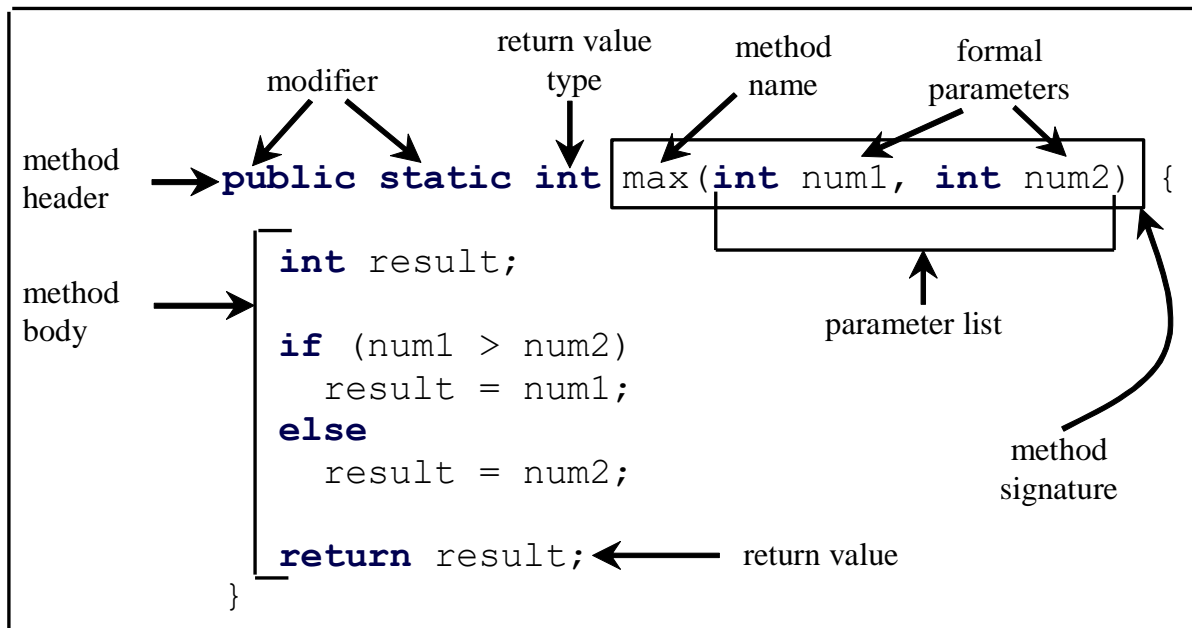 return value
type
method
name
formal
parameters
modifier
method
header
public static int max(int num1, int num2) {
int result;
method
body
parameter list
if (num1 > num2)
result = num1;
else
result = num2;
method
signature
return result;
return value
}